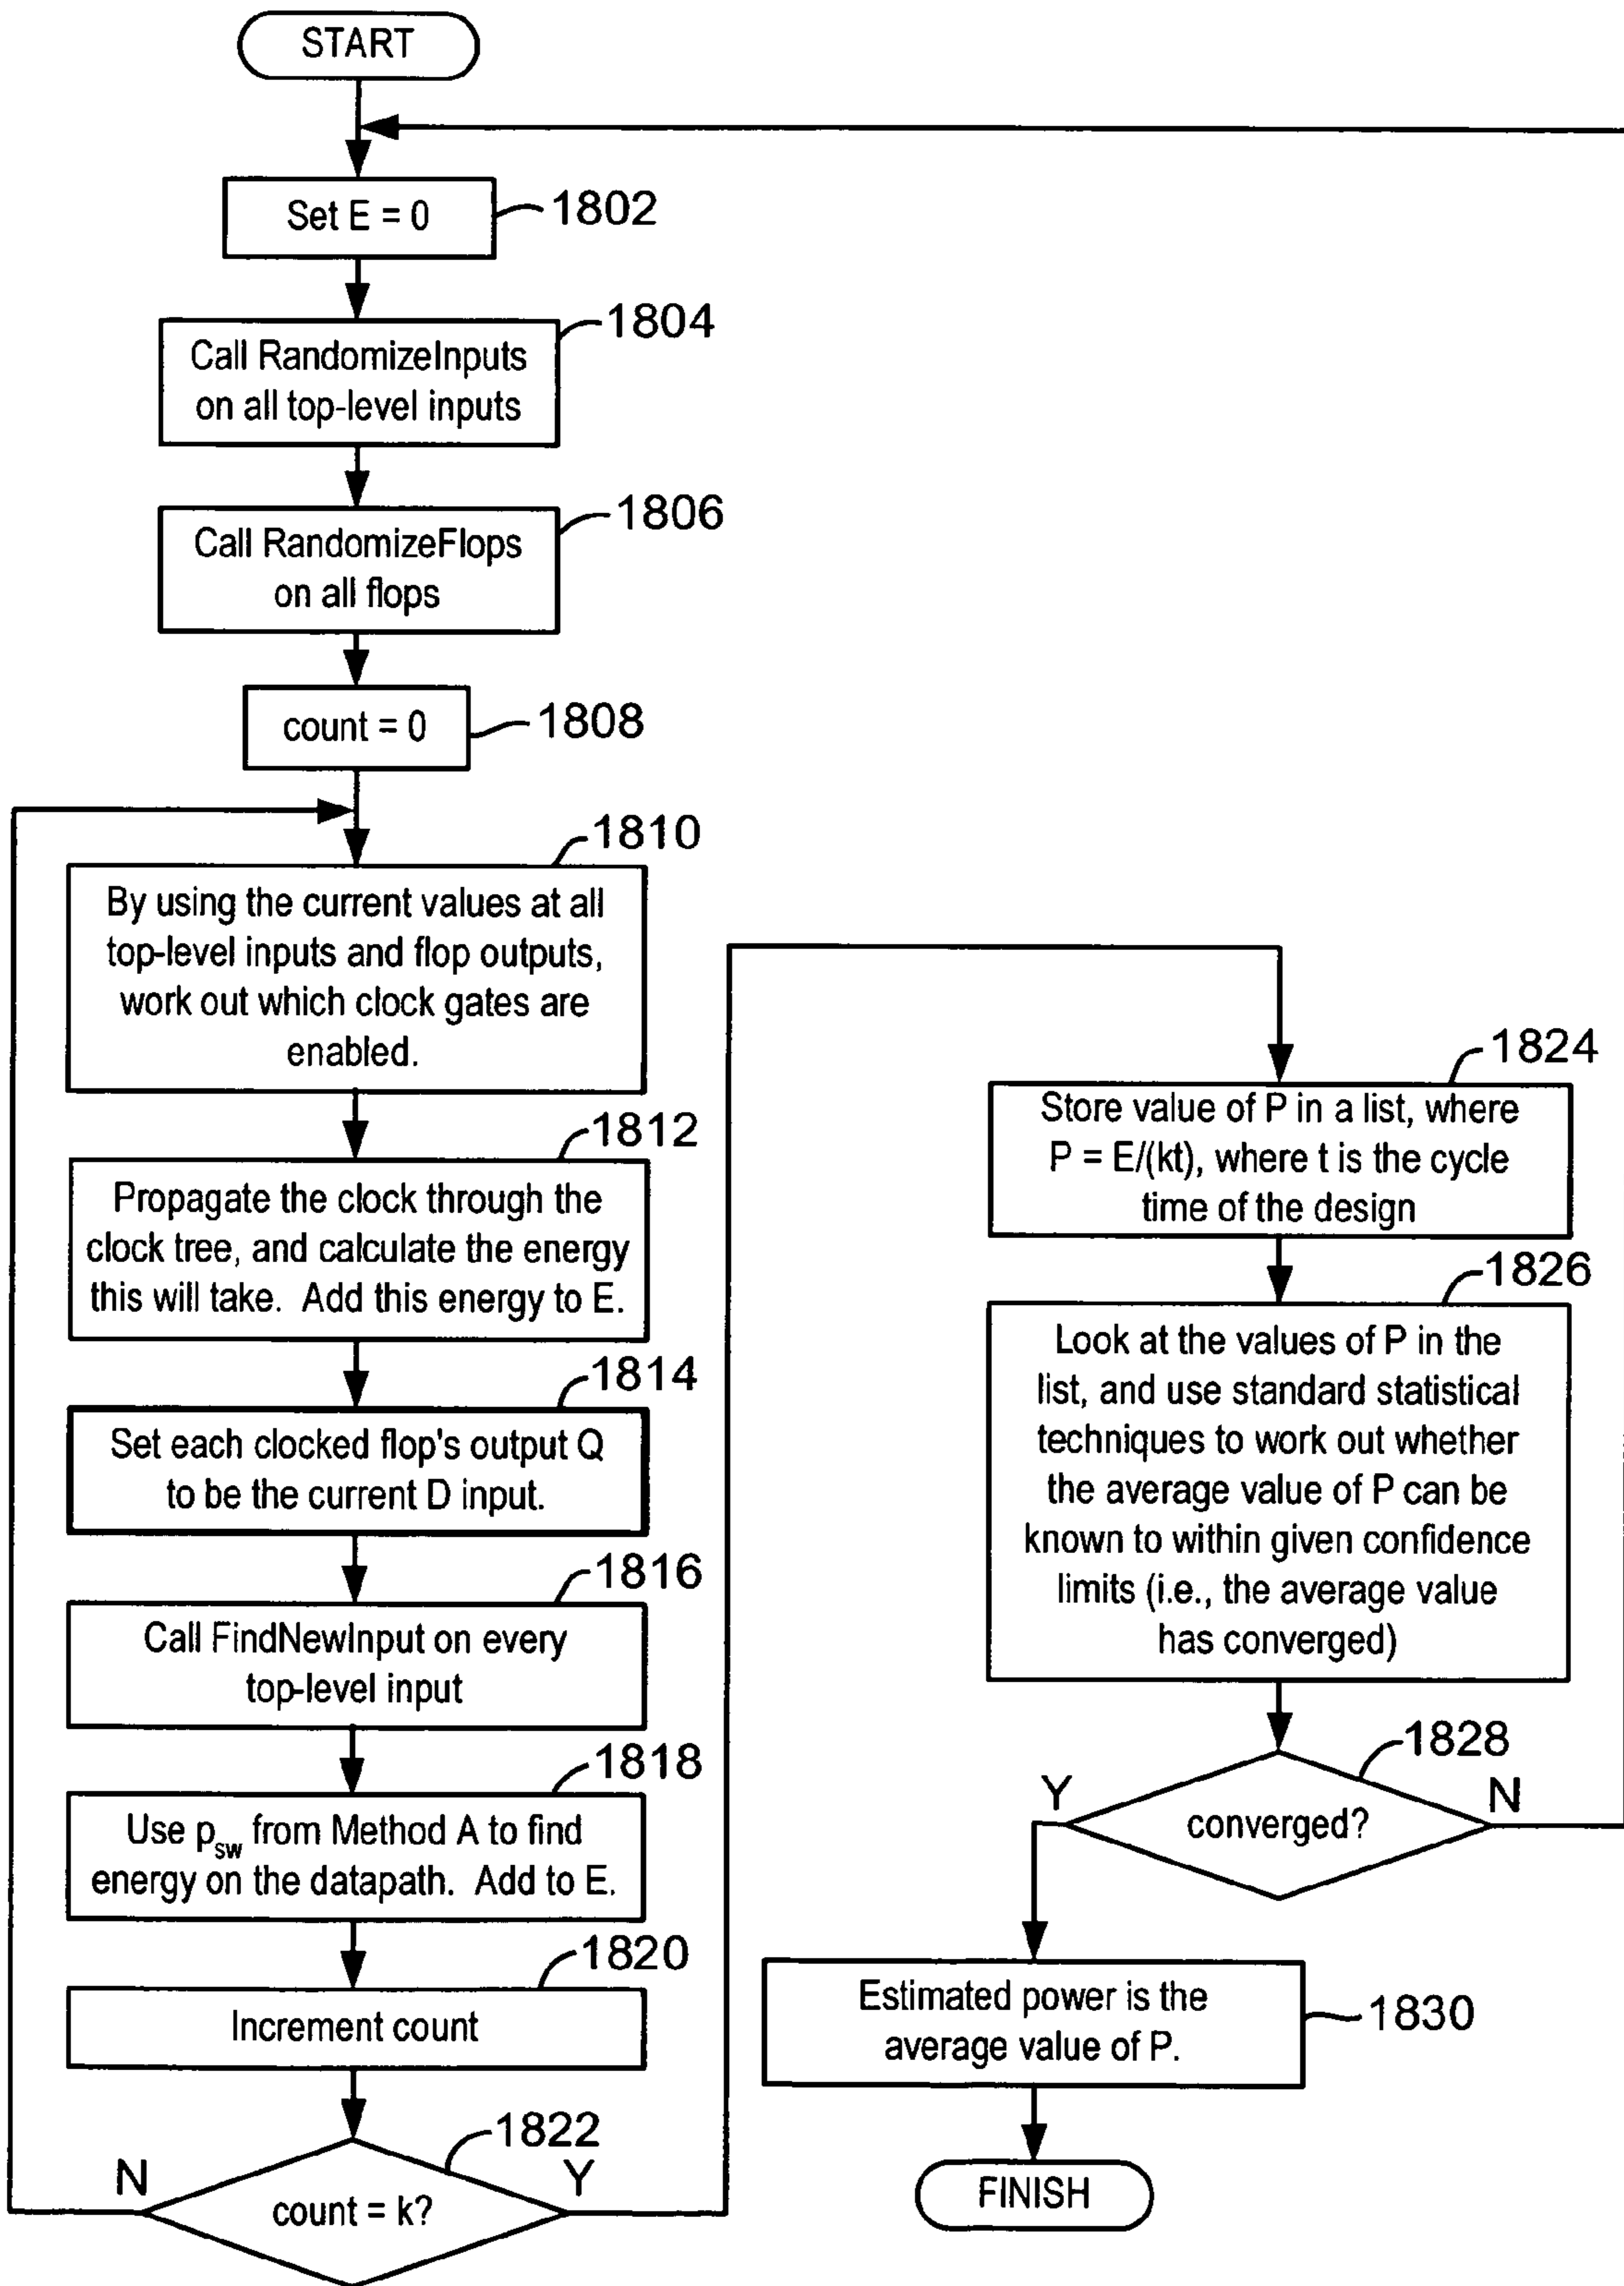 START
Set E = 0
1802
Call RandomizeInputs
on all top-level inputs
1804
Call RandomizeFlops
on all flops
1806
count = 0
1808
1810
By using the current values at all
top-level inputs and flop outputs,
work out which clock gates are
enabled.
1812
Propagate the clock through the
clock tree, and calculate the energy
this will take. Add this energy to E.
1814
Set each clocked flop's output Q
to be the current D input.
1816
Call FindNewInput on every
top-level input
1818
Use psw from Method A to find
energy on the datapath. Add to E.
1820
Increment count
1822
N
count = k?
Y
1824
Store value of P in a list, where
P = E/(kt), where t is the cycle
time of the design
1826
Look at the values of P in the
list, and use standard statistical
techniques to work out whether
the average value of P can be
known to within given confidence
limits (i.e., the average value
has converged)
1828
Y
converged?
N
Estimated power is the
average value of P.
1830
FINISH